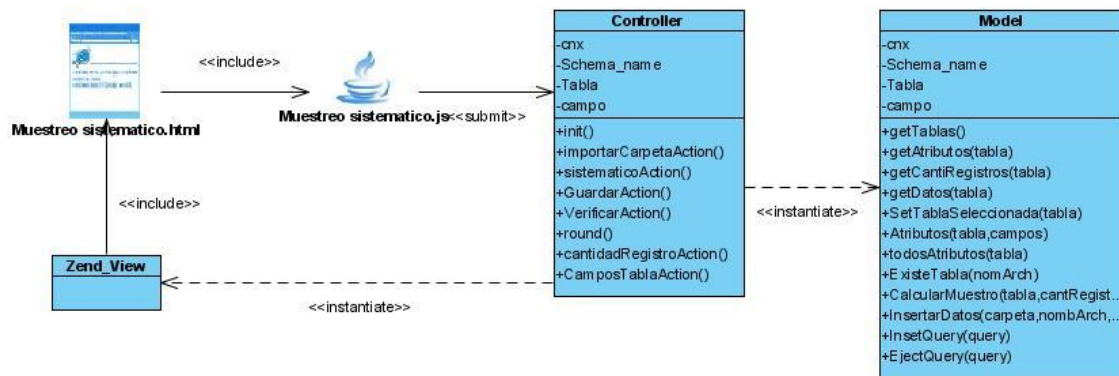 <<include>>
Muestreo sistematico.html
Muestreo sistematico.js
<<submit>>
<<include>>
Zend_View
<<instantiate>>
Controller
-cnx
-Schema_name
-Tabla
-campo
+init()
+importarCarpetaAction()
+sistematicoAction()
+GuardarAction()
+VerificarAction()
+round()
+cantidadRegistroAction()
+CamposTablaAction()
<<instantiate>>
Model
-cnx
-Schema_name
-Tabla
-campo
+getTablas()
+getAtributos(tabla)
+getCantiRegistros(tabla)
+getDatos(tabla)
+SetTablaSeleccionada(tabla)
+Atributos(tabla,campos)
+todosAtributos(tabla)
+ExisteTabla(nomArch)
+CalcularMuestro(tabla,cantRegist...
+InsertarDatos(carpeta,nombArch,...
+InsetQuery(query)
+EjectQuery(query)